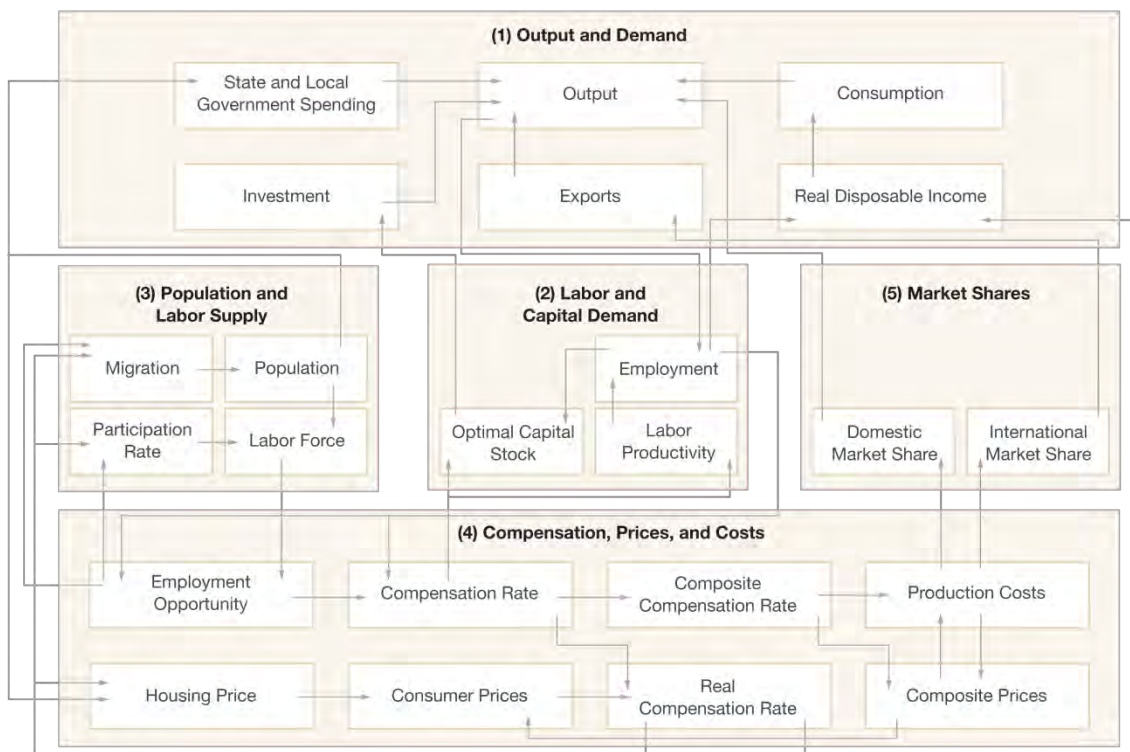 (1) Output and Demand
State and Local
Government Spending
Output
Consumption
Investment
Exports
Real Disposable Income
(3) Population and
Labor Supply
Migration
Population
Participation
Rate
Labor Force
(2) Labor and
Capital Demand
Employment
Optimal Capital
Stock
Labor
Productivity
(5) Market Shares
Domestic
Market Share
International
Market Share
(4) Compensation, Prices, and Costs
Employment
Opportunity
Compensation Rate
Composite
Compensation Rate
Production Costs
Housing Price
Consumer Prices
Real
Compensation Rate
Composite Prices